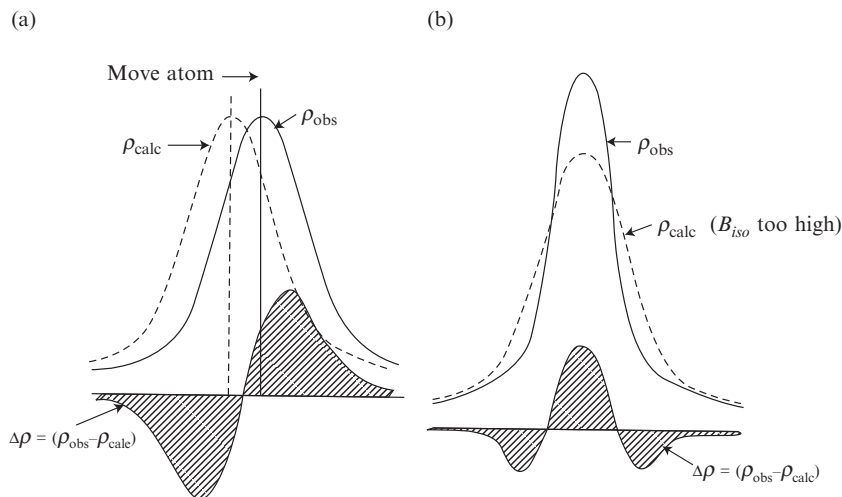 (a)
Move atom
ρcalc
ρobs
Δρ = (ρobs–ρcalc)
(b)
ρobs
ρcalc (Biso too high)
Δρ = (ρobs–ρcalc)